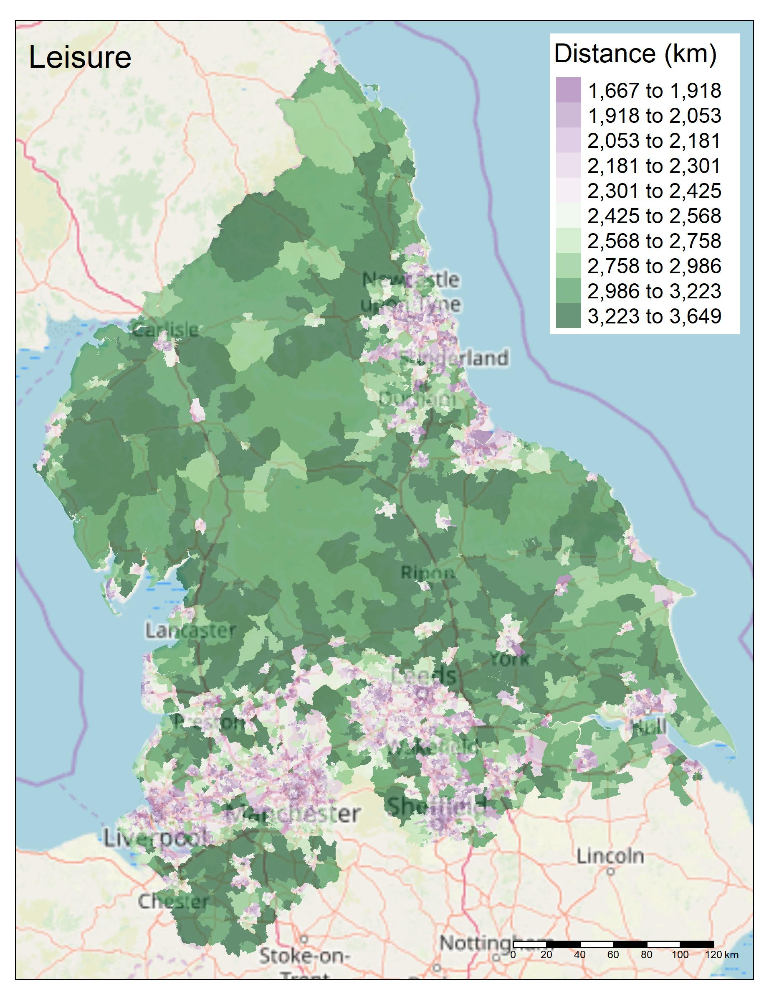 Leisure
Distance (km)
1,667 to 1,918
1,918 to 2,053
2,053 to 2,181
2,181 to 2,301
2,301 to 2,425
2,425 to 2,568
2,568 to 2,758
2,758 to 2,986
2,986 to 3,223
3,223 to 3,649
Newcastle
upon Tyne
Carlisle
Sunderland
Durham
Ripon
Lancaster
York
Leeds
Preston
Hull
Wakefield
Manchester
Sheffield
Liverpool
Lincoln
Chester
Nottingham
Stoke-on-
Trent
0 20 40 60 80 100 120 km